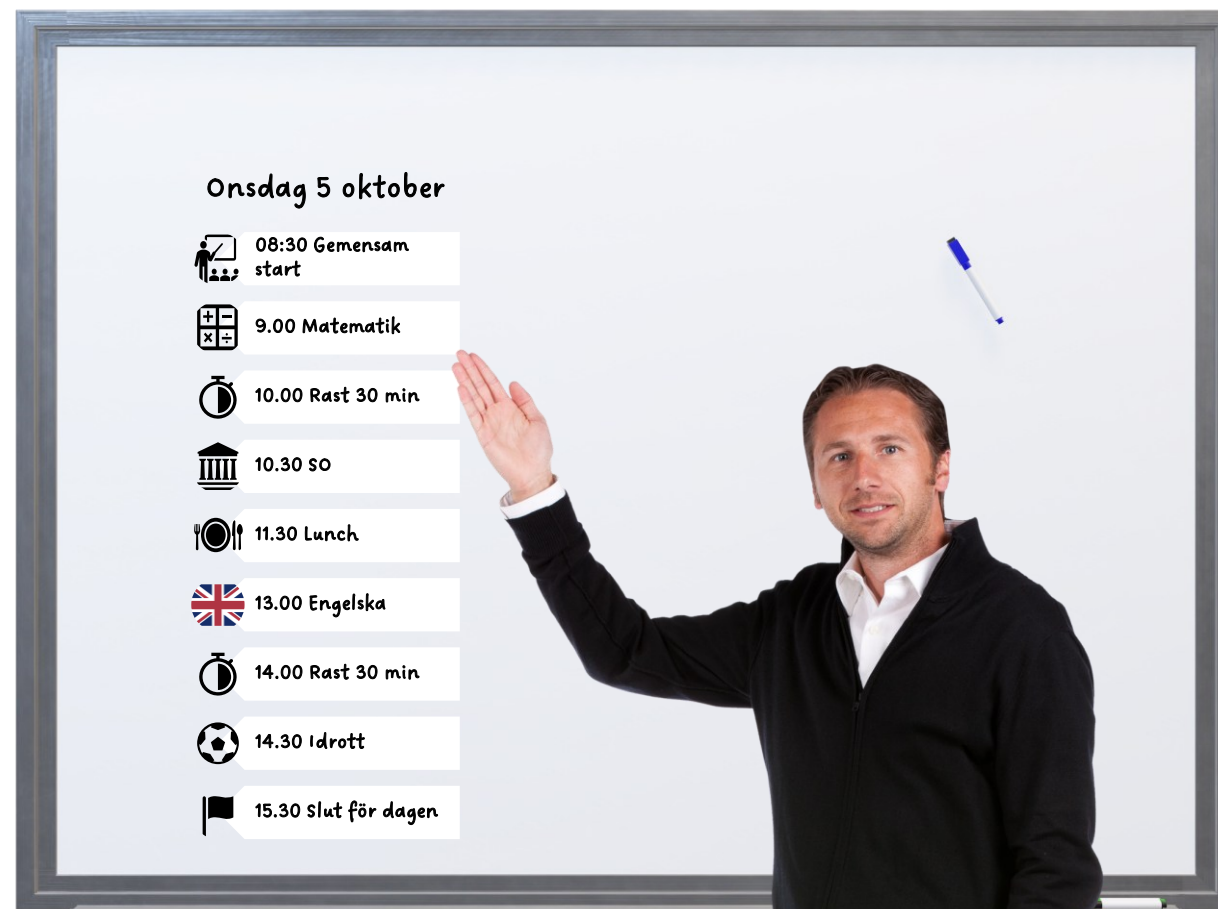 Onsdag 5 oktober
08:30 Gemensam
start
9.00 Matematik
10.00 Rast 30 min
10.30 SO
11.30 Lunch
13.00 Engelska
14.00 Rast 30 min
14.30 Idrott
15.30 Slut för dagen